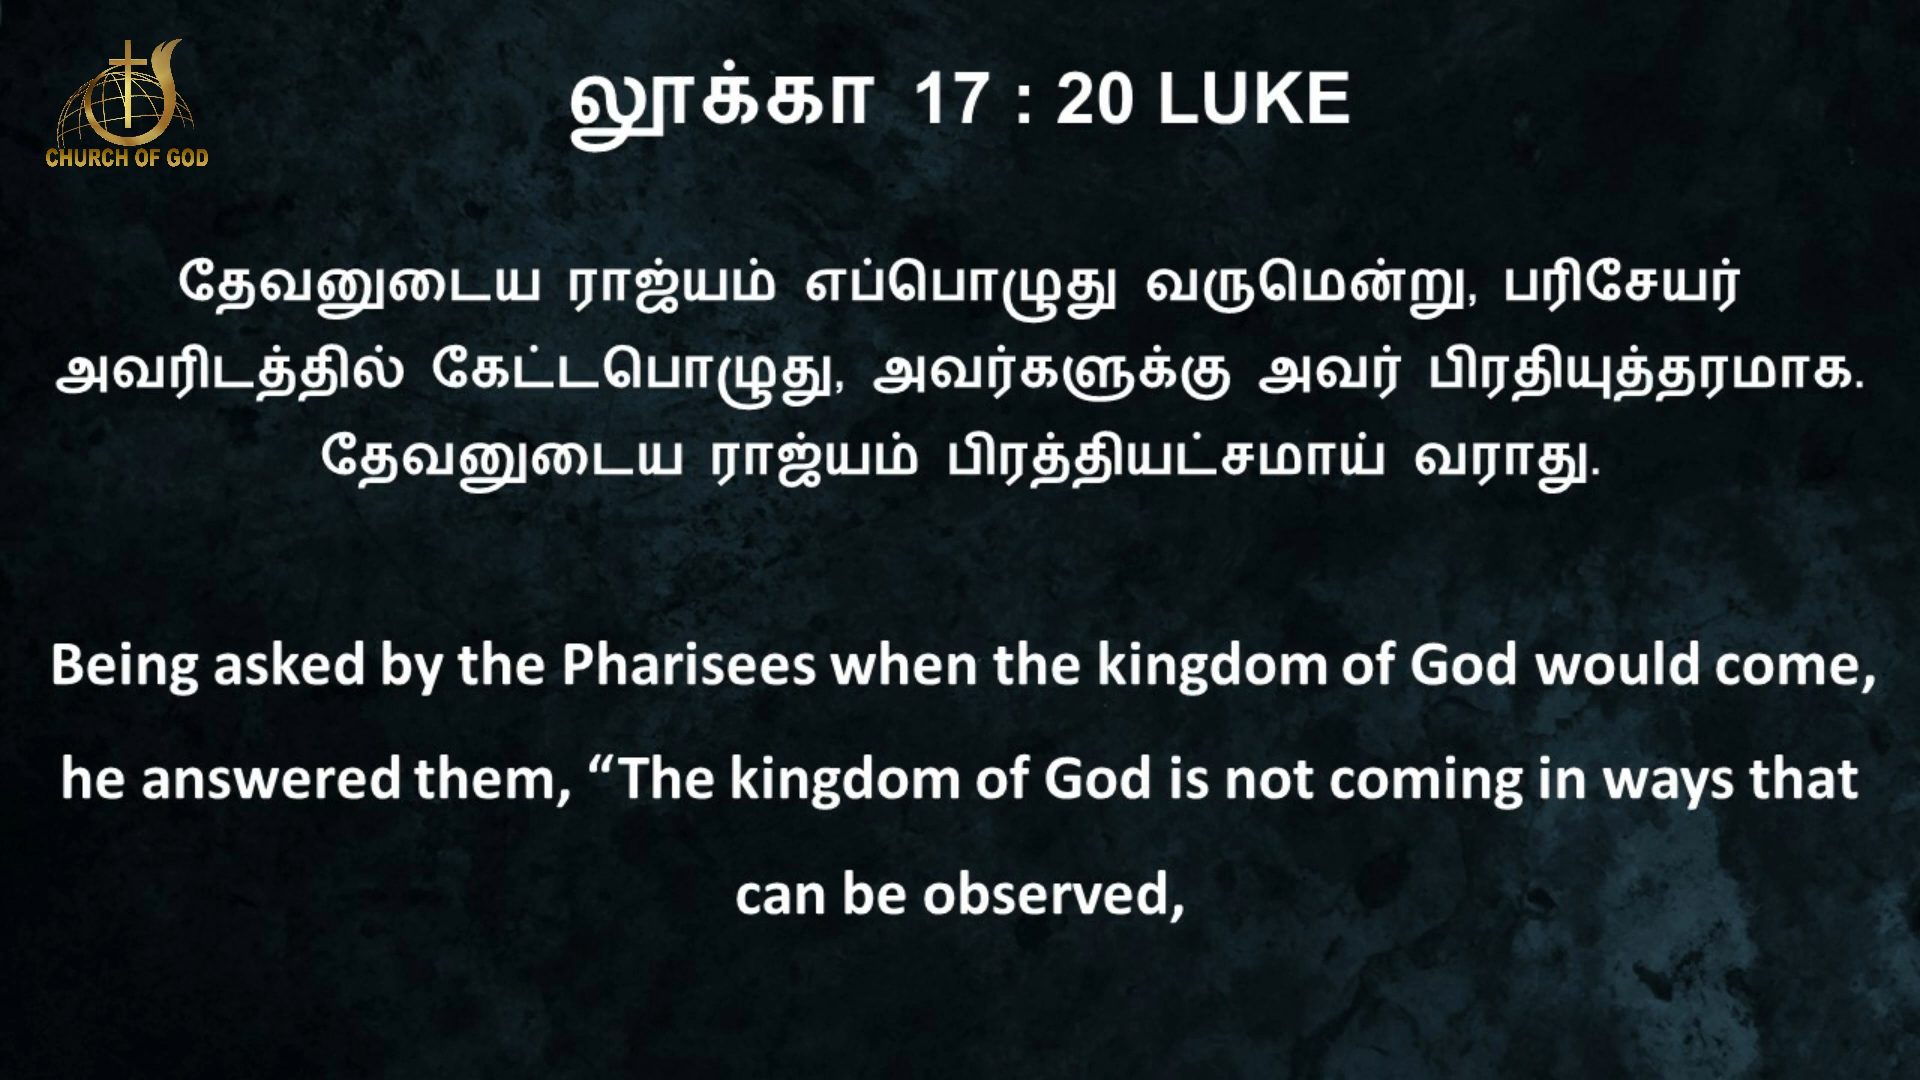 CHURCH OF GOD
லூக்கா 17 : 20 LUKE
தேவனுடைய ராஜ்யம் எப்பொழுது வருமென்று, பரிசேயர்
அவரிடத்தில் கேட்டபொழுது, அவர்களுக்கு அவர் பிரதியுத்தரமாக.
தேவனுடைய ராஜ்யம் பிரத்தியட்சமாய் வராது.
Being asked by the Pharisees when the kingdom of God would come,
he answered them, “The kingdom of God is not coming in ways that
can be observed,